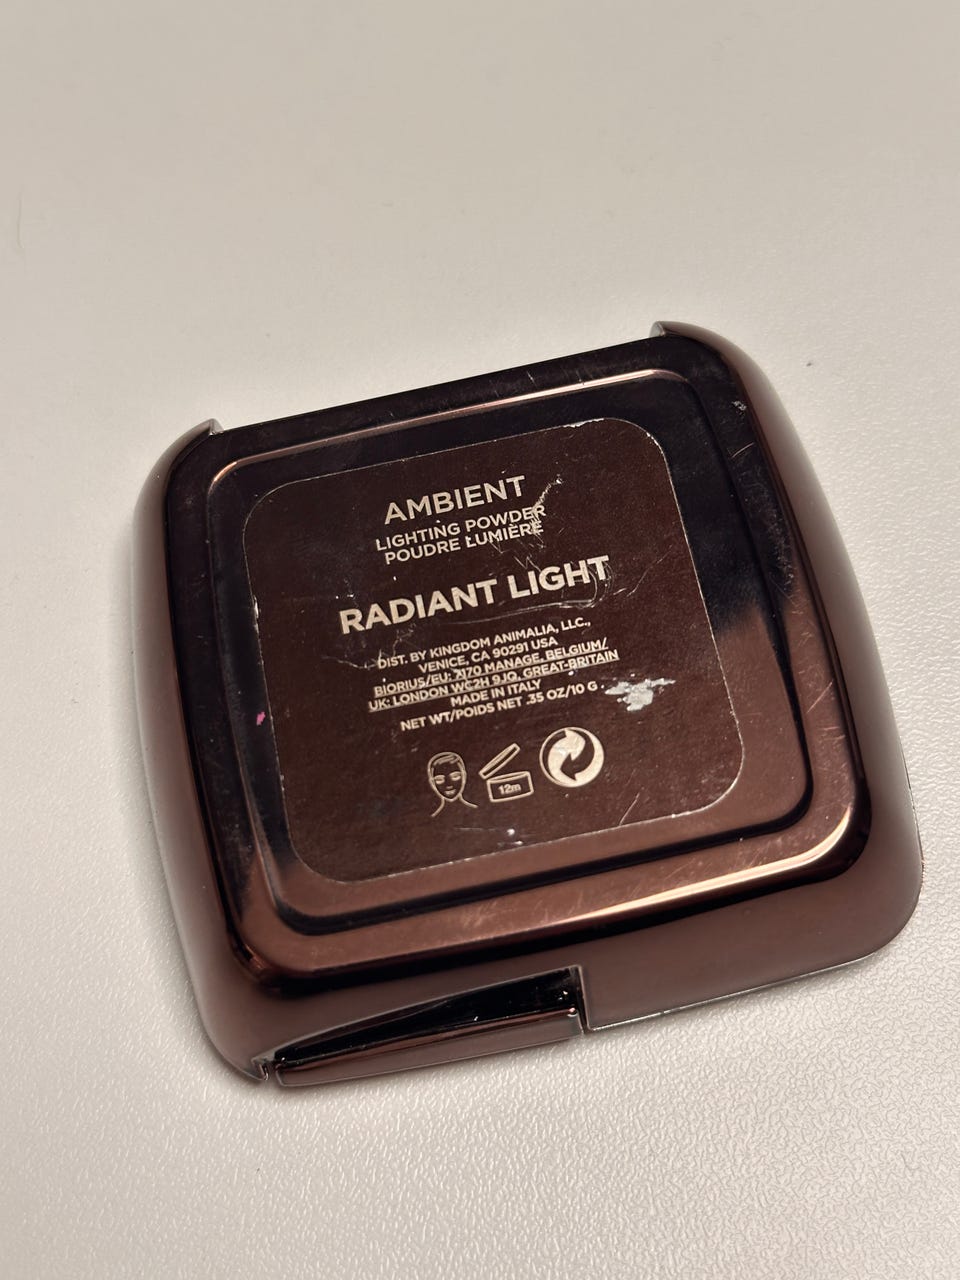 AMBIENT
LIGHTING POWDER
POUDRE LUMIÈRE
RADIANT LIGHT
DIST. BY KINGDOM ANIMALIA, LLC.,
VENICE, CA 90291 USA
BIORIUS/EU: 7170 MANAGE, BELGIUM/
UK: LONDON WC2H 9JQ, GREAT-BRITAIN
MADE IN ITALY
NET WT/POIDS NET .35 OZ/10 G
12m